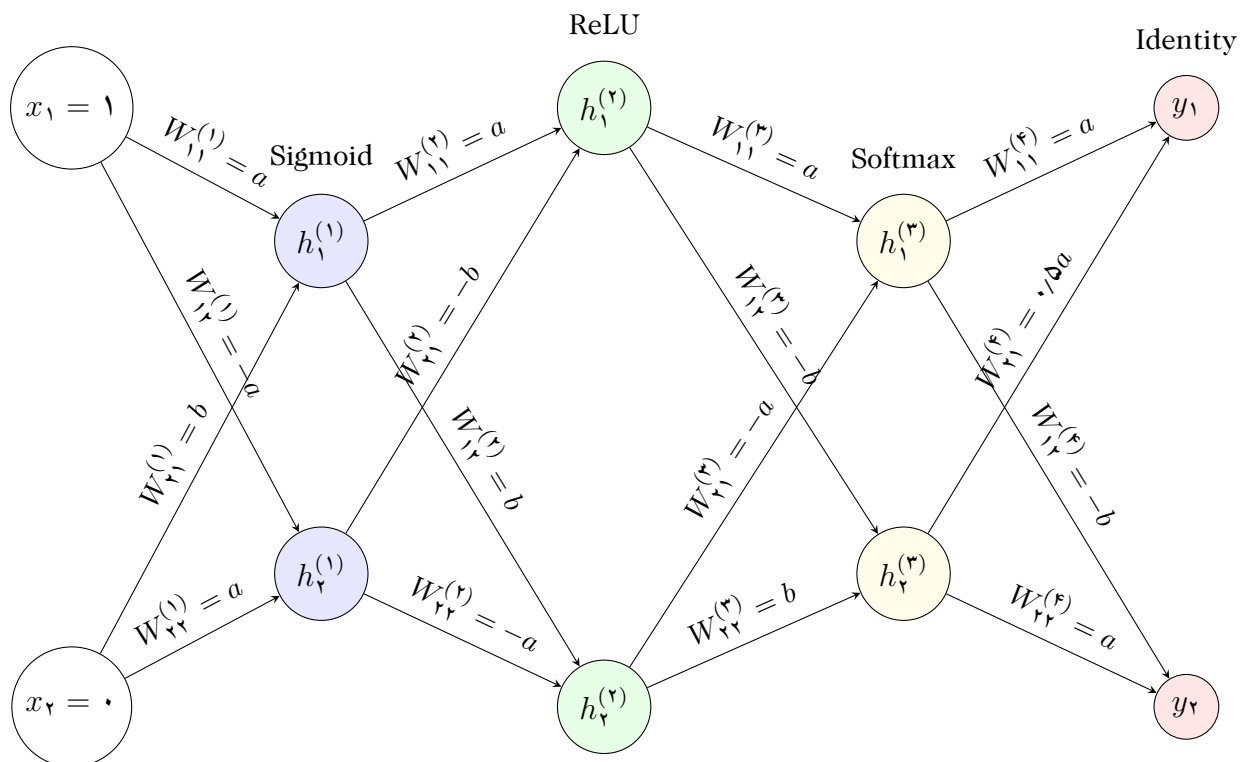 ReLU
Identity
x₁ = ۱
h₁⁽²⁾
y₁
W₁₁⁽¹⁾ = a
Sigmoid
W₁₁⁽²⁾ = a
W₁₁⁽³⁾ = a
Softmax
W₁₁⁽⁴⁾ = a
h₁⁽¹⁾
h₁⁽³⁾
W₁₂⁽¹⁾ = −a
W₂₁⁽²⁾ = −b
W₁₂⁽³⁾ = −b
W₂₁⁽⁴⁾ = ۰٫۵a
W₂₁⁽¹⁾ = b
W₁₂⁽²⁾ = b
W₂₁⁽³⁾ = −a
W₁₂⁽⁴⁾ = −b
h₂⁽¹⁾
h₂⁽³⁾
W₂₂⁽¹⁾ = a
W₂₂⁽²⁾ = −a
W₂₂⁽³⁾ = b
W₂₂⁽⁴⁾ = a
x₂ = ۰
h₂⁽²⁾
y₂